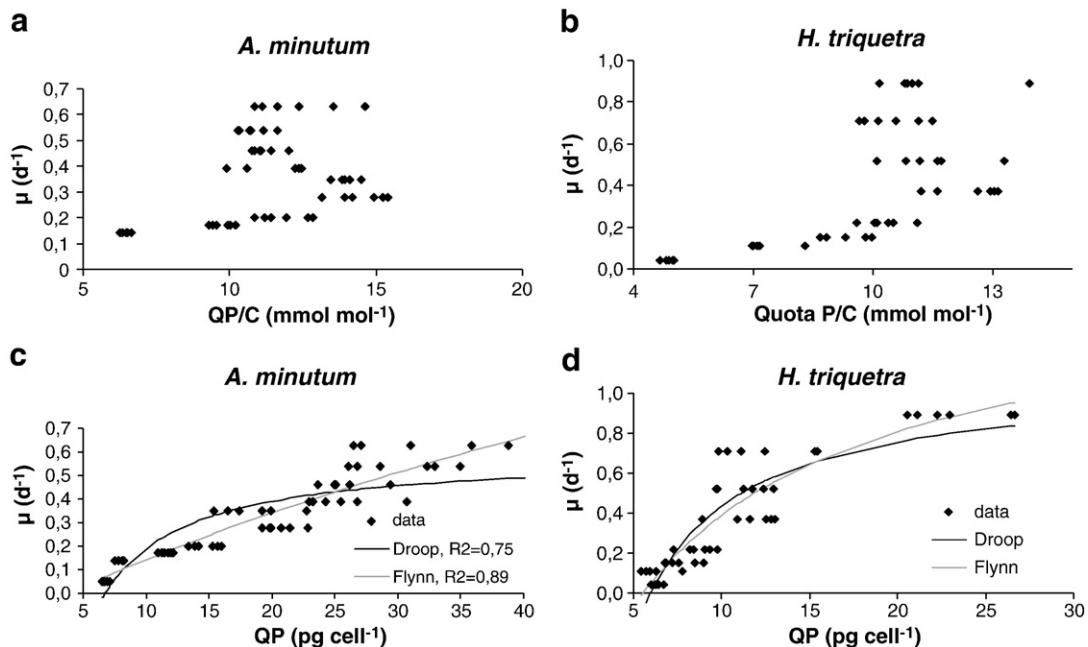 a
A. minutum
0,7
0,6
0,5
0,4
0,3
0,2
0,1
0
μ (d⁻¹)
5
10
15
20
QP/C (mmol mol⁻¹)
b
H. triquetra
1,0
0,8
0,6
0,4
0,2
0,0
μ (d⁻¹)
4
7
10
13
Quota P/C (mmol mol⁻¹)
c
A. minutum
0,7
0,6
0,5
0,4
0,3
0,2
0,1
0,0
μ (d⁻¹)
data
Droop, R2=0,75
Flynn, R2=0,89
5
10
15
20
25
30
35
40
QP (pg cell⁻¹)
d
H. triquetra
1,0
0,8
0,6
0,4
0,2
0,0
μ (d⁻¹)
data
Droop
Flynn
5
10
15
20
25
30
QP (pg cell⁻¹)